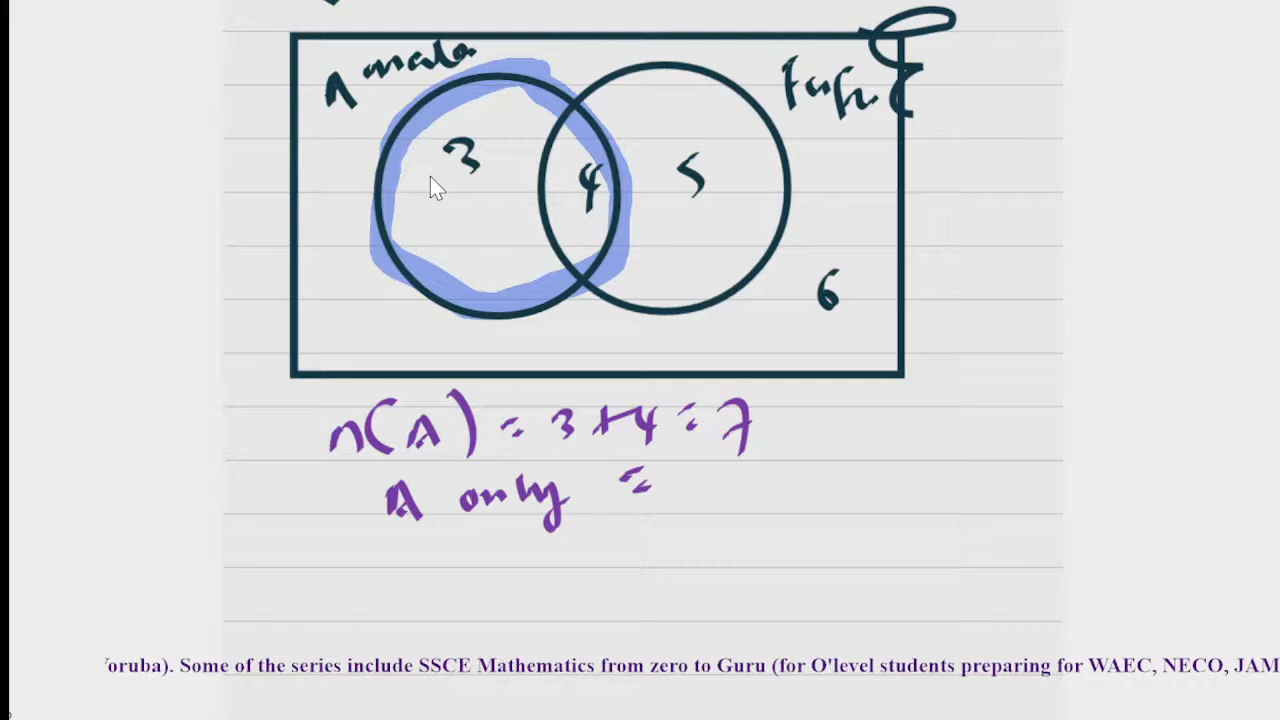 Amala
Fufu
ξ
3 4 5
6
n(A) = 3+4 = 7
A only =
Yoruba). Some of the series include SSCE Mathematics from zero to Guru (for O'level students preparing for WAEC, NECO, JAM